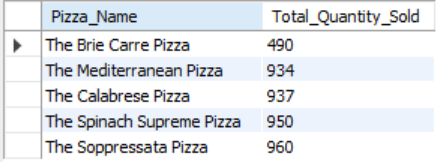 Pizza_Name Total_Quantity_Sold
The Brie Carre Pizza 490
The Mediterranean Pizza 934
The Calabrese Pizza 937
The Spinach Supreme Pizza 950
The Soppressata Pizza 960